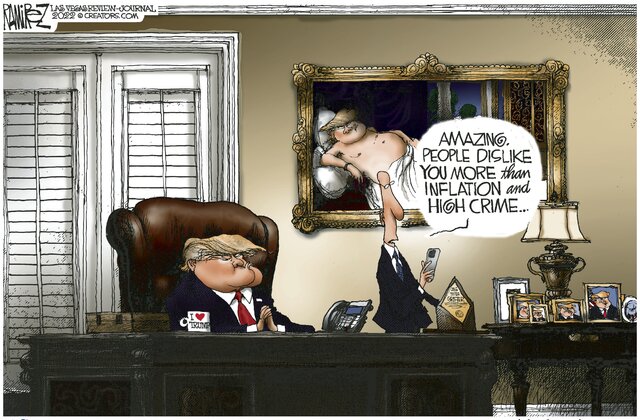 RAMIREZ
LAS VEGAS REVIEW-JOURNAL
2022 © CREATORS.COM
AMAZING.
PEOPLE DISLIKE
YOU MORE than
INFLATION and
HIGH CRIME...
I ♥
TRUMP